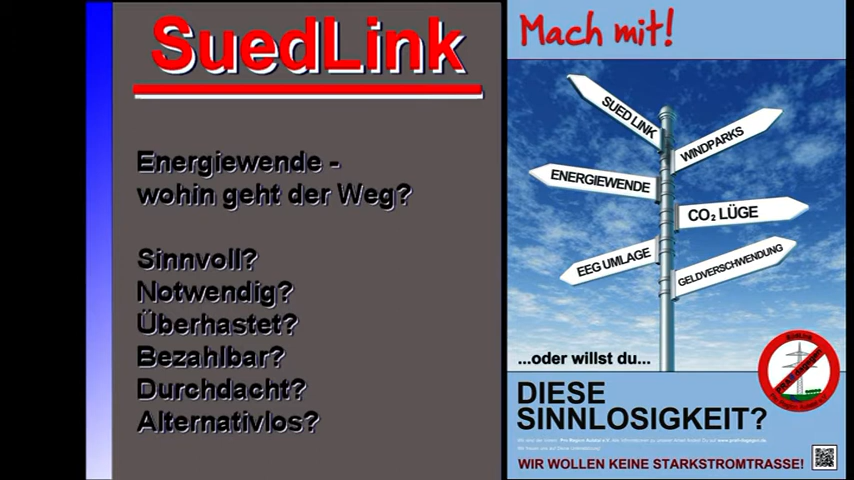 SuedLink
Energiewende -
wohin geht der Weg?
Sinnvoll?
Notwendig?
Überhastet?
Bezahlbar?
Durchdacht?
Alternativlos?
Mach mit!
SUED LINK
WINDPARKS
ENERGIEWENDE
CO₂ LÜGE
EEG UMLAGE
GELDVERSCHWENDUNG
...oder willst du...
DIESE
SINNLOSIGKEIT?
WIR WOLLEN KEINE STARKSTROMTRASSE!